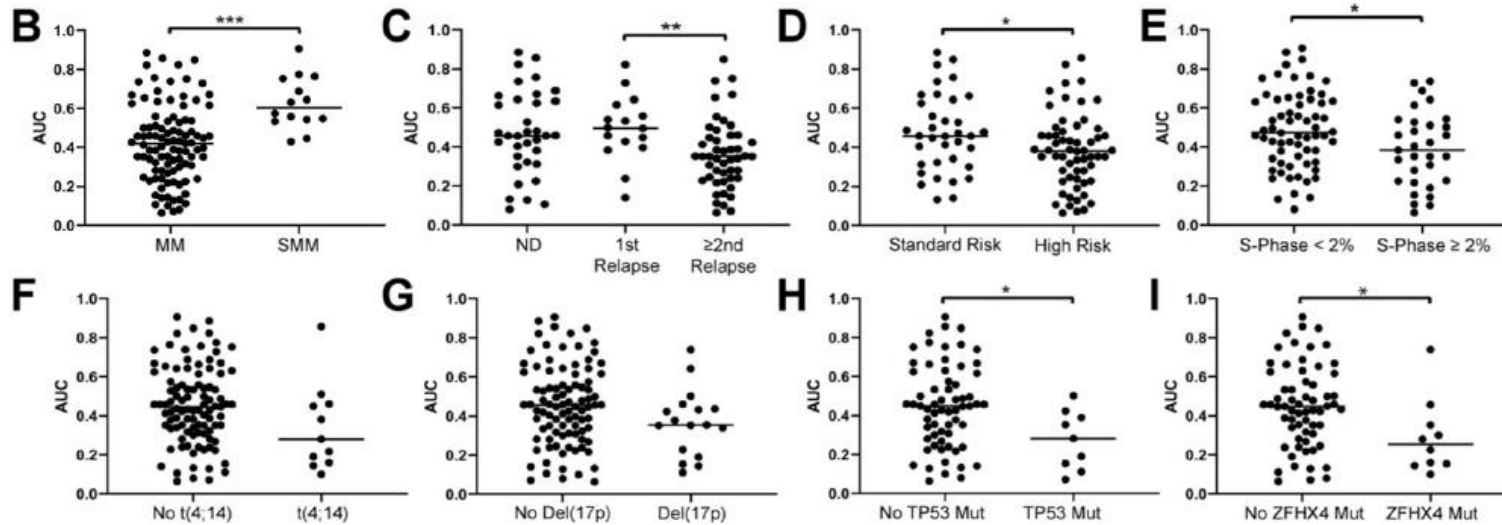 B
***
AUC
1.0
0.8
0.6
0.4
0.2
0.0
MM SMM
C
**
AUC
1.0
0.8
0.6
0.4
0.2
0.0
ND 1st ≥2nd
Relapse Relapse
D
*
AUC
1.0
0.8
0.6
0.4
0.2
0.0
Standard Risk High Risk
E
*
AUC
1.0
0.8
0.6
0.4
0.2
0.0
S-Phase < 2% S-Phase ≥ 2%
F
AUC
1.0
0.8
0.6
0.4
0.2
0.0
No t(4;14) t(4;14)
G
AUC
1.0
0.8
0.6
0.4
0.2
0.0
No Del(17p) Del(17p)
H
*
AUC
1.0
0.8
0.6
0.4
0.2
0.0
No TP53 Mut TP53 Mut
I
*
AUC
1.0
0.8
0.6
0.4
0.2
0.0
No ZFHX4 Mut ZFHX4 Mut